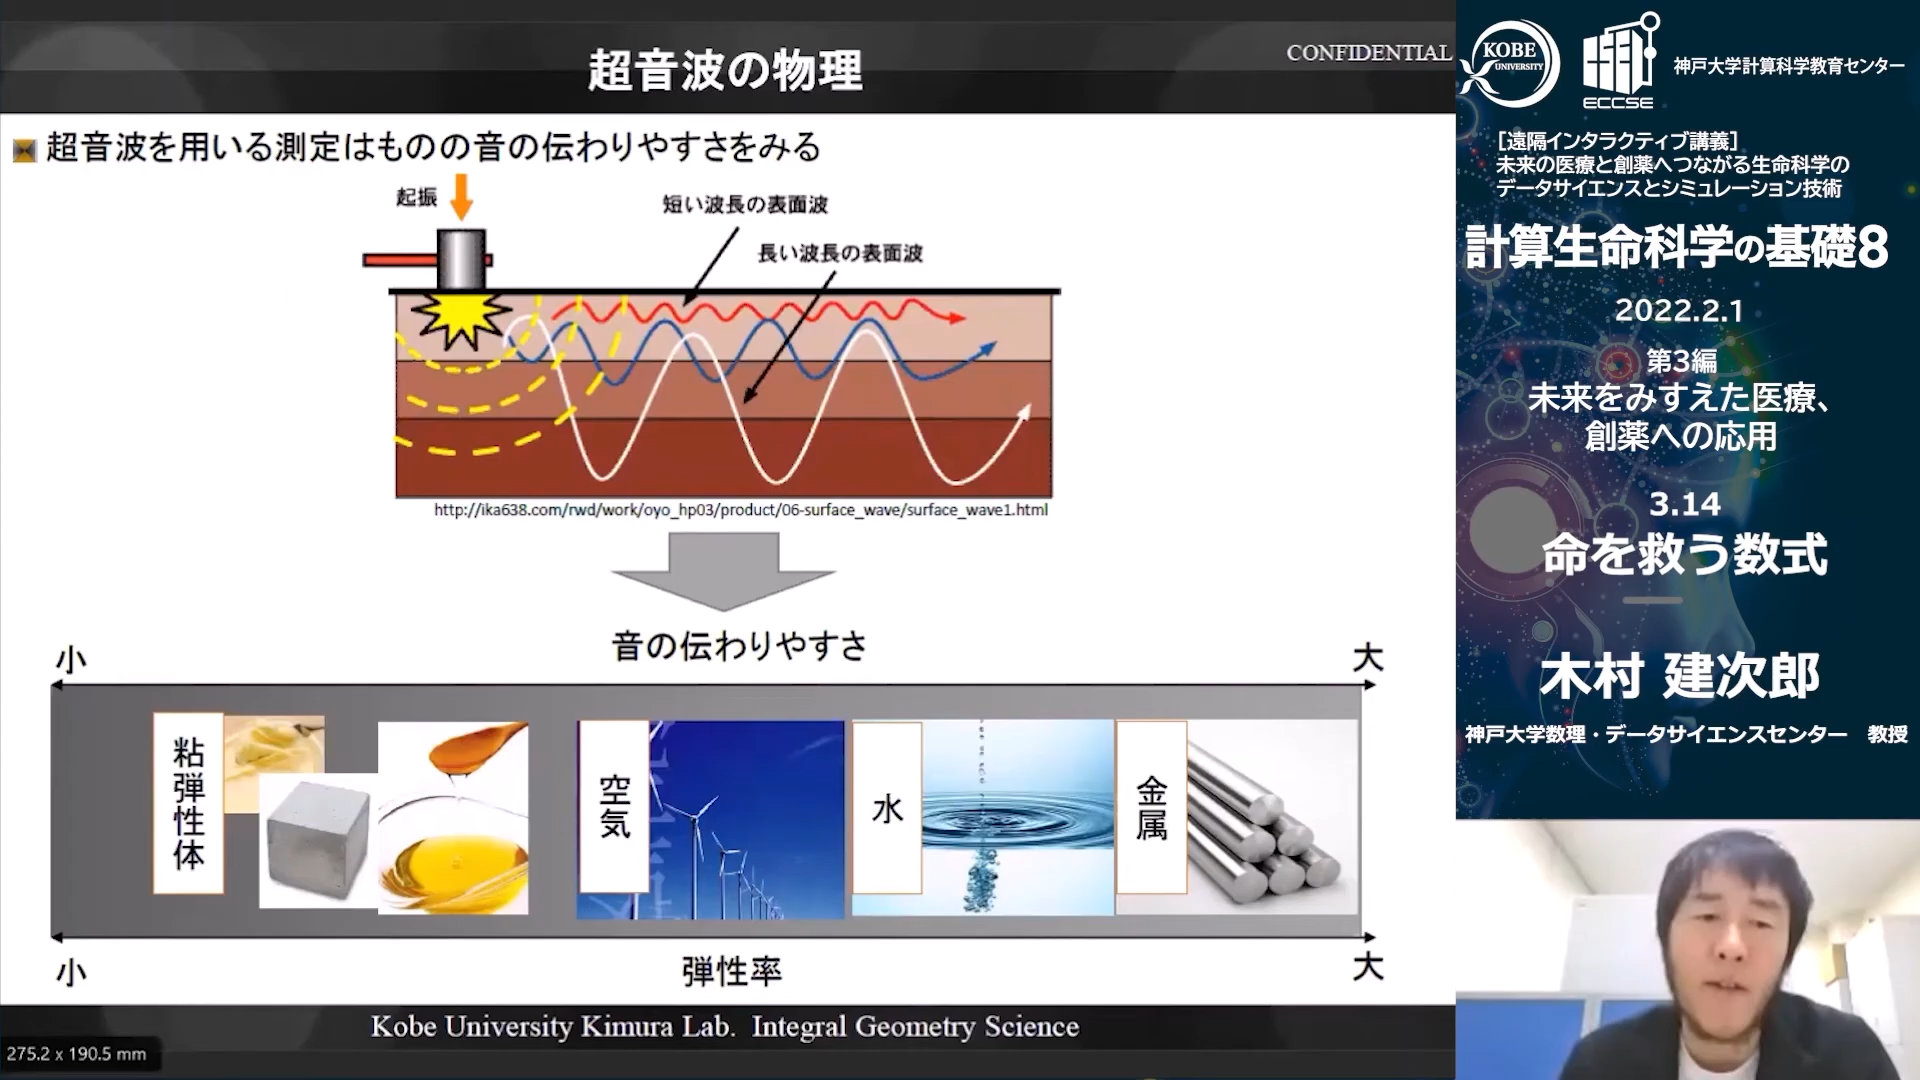 超音波の物理
CONFIDENTIAL
超音波を用いる測定はものの音の伝わりやすさをみる
起振
短い波長の表面波
長い波長の表面波
http://ika638.com/rwd/work/oyo_hp03/product/06-surface_wave/surface_wave1.html
音の伝わりやすさ
小
大
粘弾性体
空気
水
金属
小
弾性率
大
Kobe University Kimura Lab. Integral Geometry Science
275.2 x 190.5 mm
KOBE
UNIVERSITY
ECCSE
神戸大学計算科学教育センター
[遠隔インタラクティブ講義]
未来の医療と創薬へつながる生命科学の
データサイエンスとシミュレーション技術
計算生命科学の基礎8
2022.2.1
第3編
未来をみすえた医療、
創薬への応用
3.14
命を救う数式
木村 建次郎
神戸大学数理・データサイエンスセンター 教授